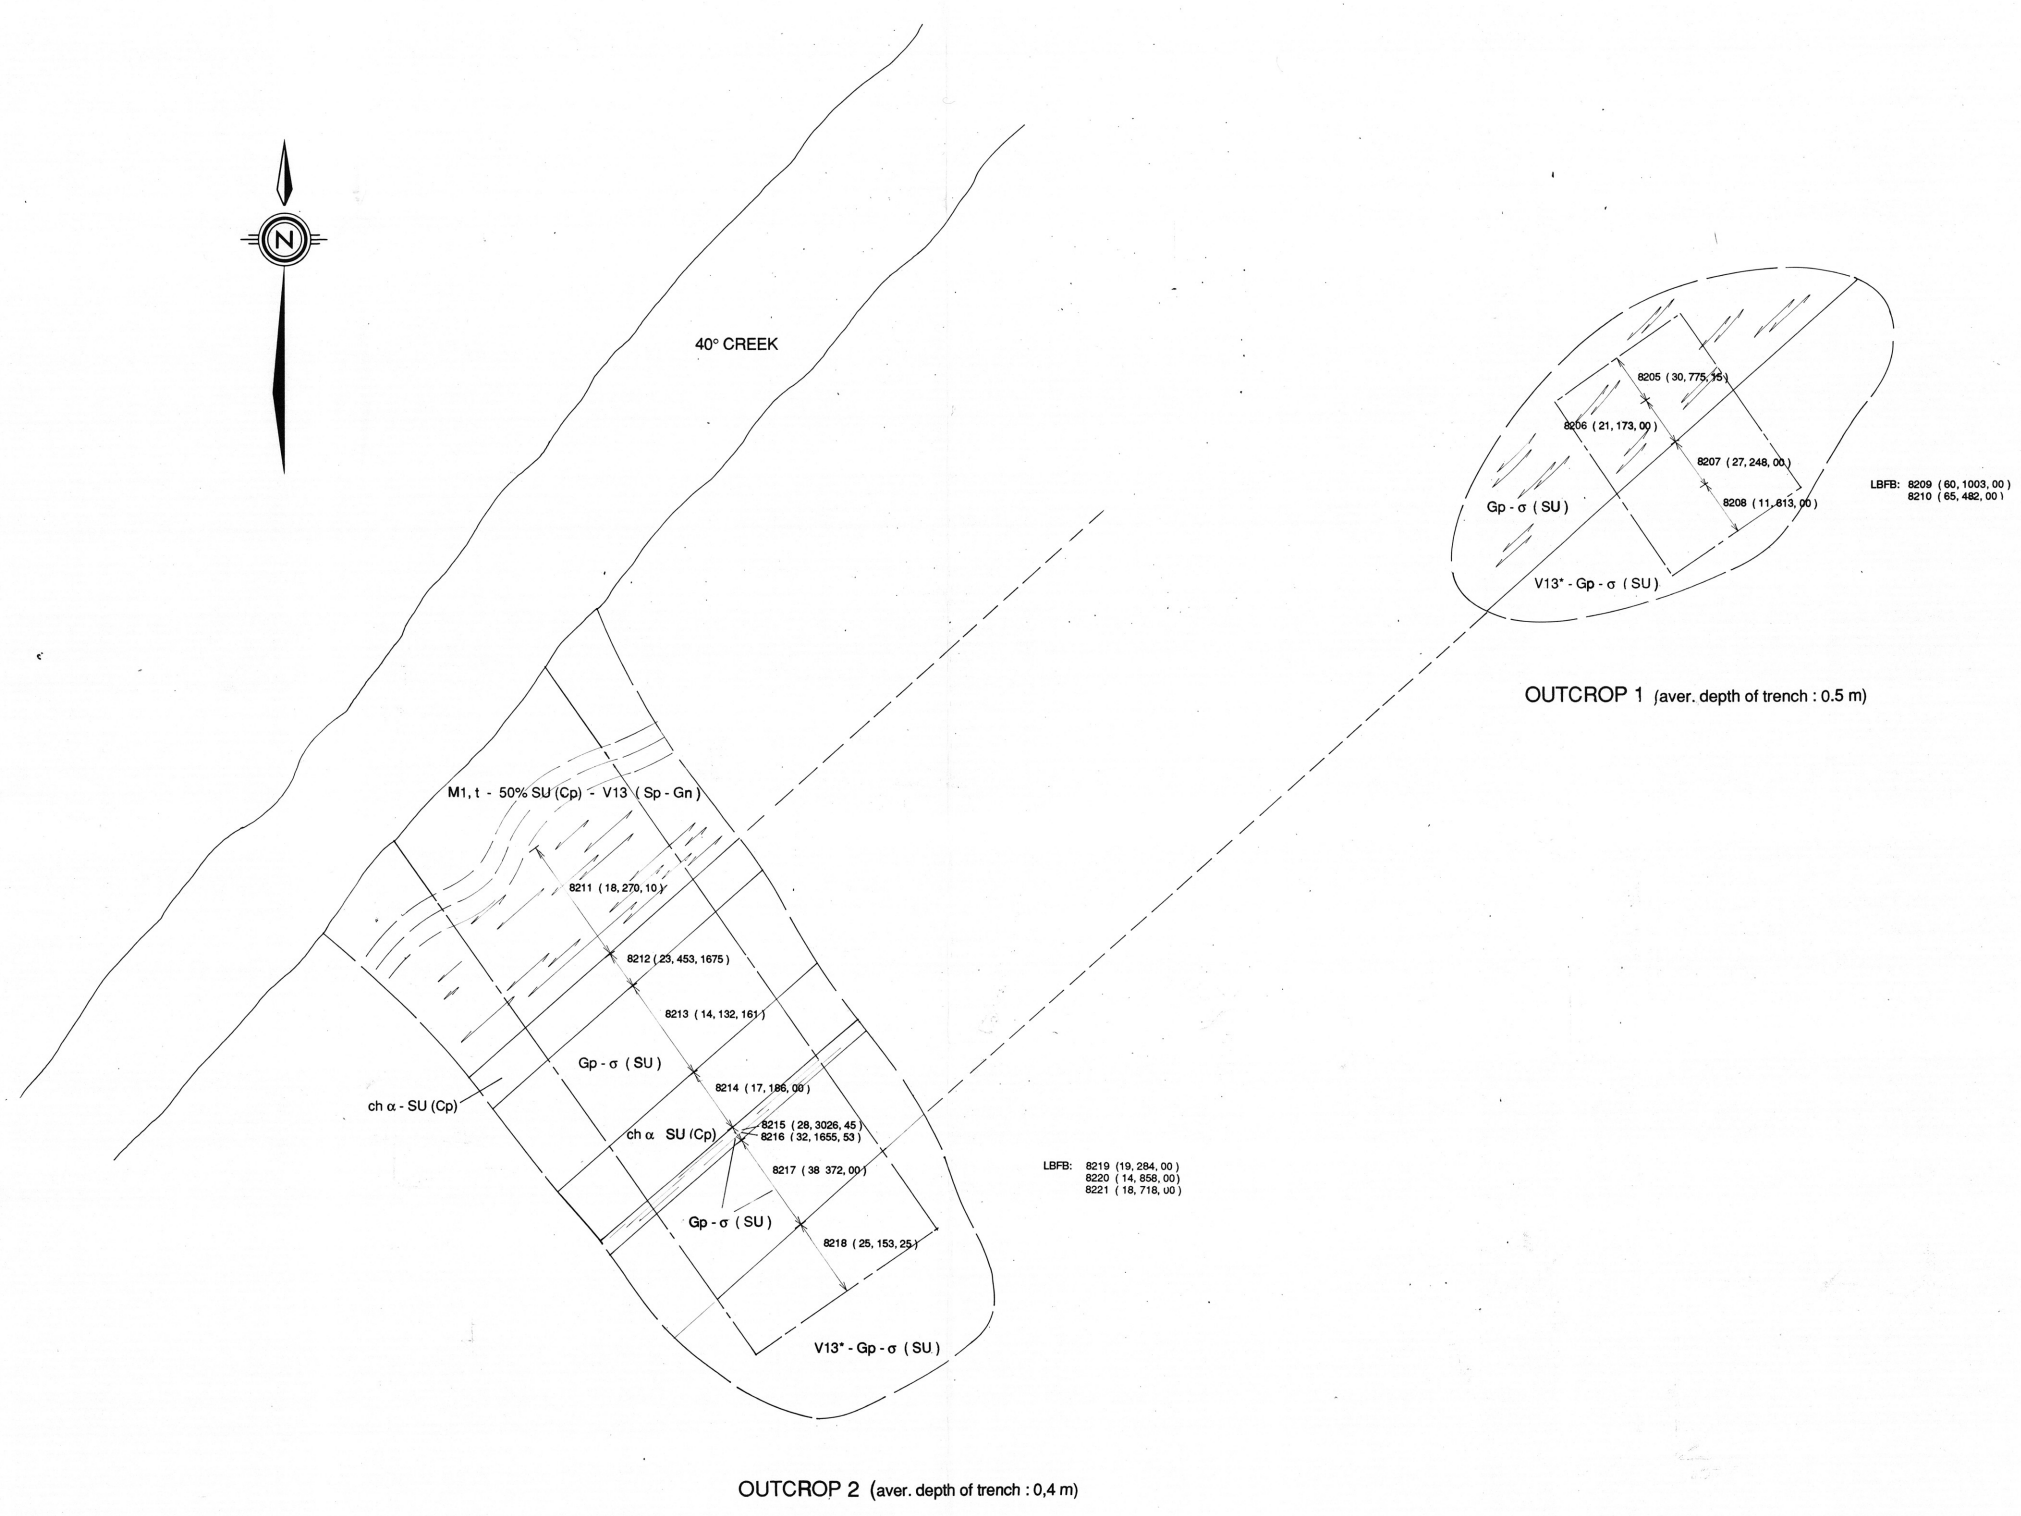 N
40° CREEK
8205 ( 30, 775, 15 )
8206 ( 21, 173, 00 )
8207 ( 27, 248, 00 )
8208 ( 11, 613, 00 )
LBFB: 8209 ( 60, 1003, 00 )
8210 ( 65, 482, 00 )
Gp - σ ( SU )
V13* - Gp - σ ( SU )
OUTCROP 1 (aver. depth of trench : 0.5 m)
M1, t - 50% SU (Cp) - V13 ( Sp - Gn )
8211 ( 18, 270, 10 )
8212 ( 23, 453, 1675 )
8213 ( 14, 132, 161 )
Gp - σ ( SU )
8214 ( 17, 186, 00 )
ch α - SU (Cp)
8215 ( 28, 3026, 45 )
ch α SU (Cp)
8216 ( 32, 1655, 53 )
8217 ( 38 372, 00 )
LBFB: 8219 ( 19, 284, 00 )
8220 ( 14, 858, 00 )
8221 ( 18, 718, 00 )
Gp - σ ( SU )
8218 ( 25, 153, 25 )
V13* - Gp - σ ( SU )
OUTCROP 2 (aver. depth of trench : 0,4 m)